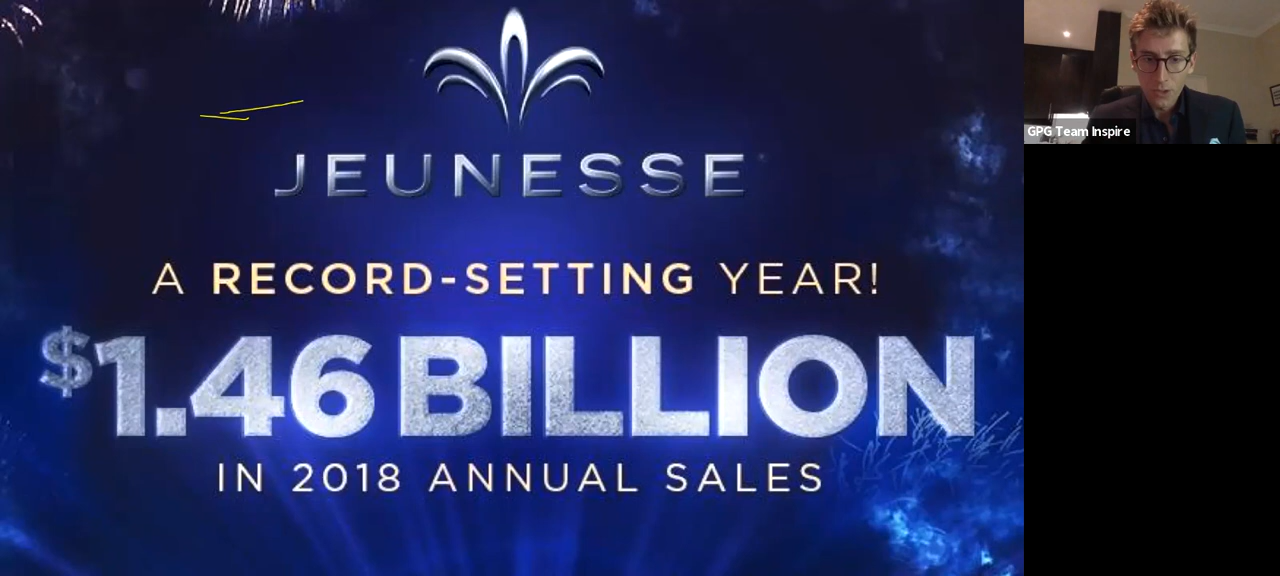 JEUNESSE
A RECORD-SETTING YEAR!
$1.46 BILLION
IN 2018 ANNUAL SALES
GPG Team Inspire